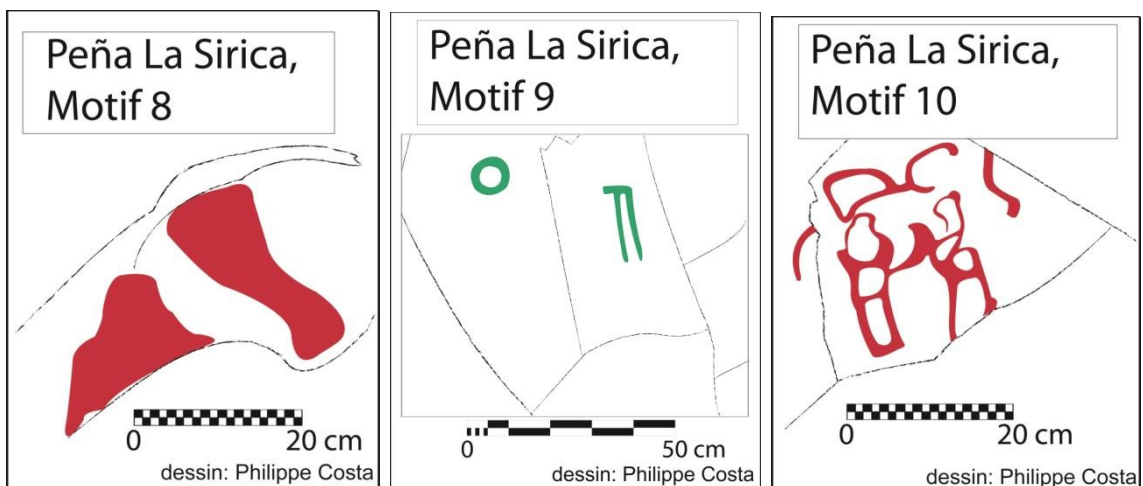 Peña La Sirica,
Motif 8
0 20 cm
dessin: Philippe Costa
Peña La Sirica,
Motif 9
0 50 cm
dessin: Philippe Costa
Peña La Sirica,
Motif 10
0 20 cm
dessin: Philippe Costa